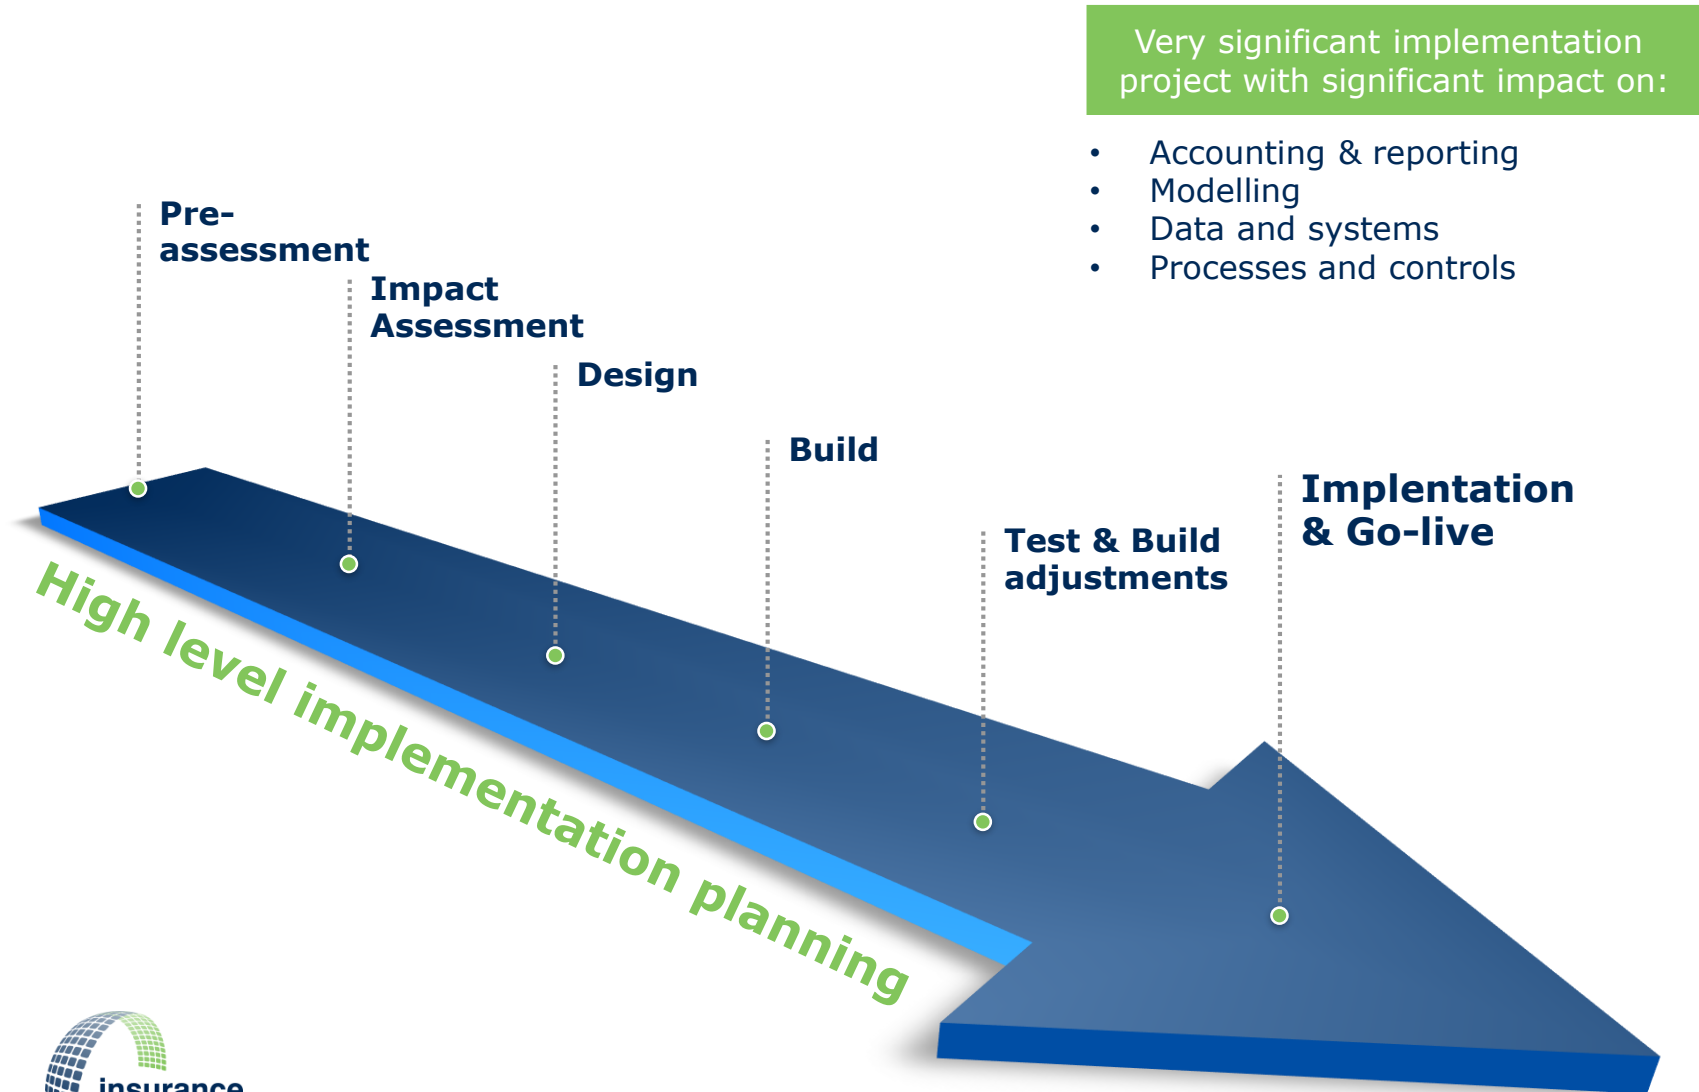 Very significant implementation
project with significant impact on:
• Accounting & reporting
• Modelling
• Data and systems
• Processes and controls
Pre-
assessment
Impact
Assessment
Design
Build
Test & Build
adjustments
Implentation
& Go-live
High level implementation planning
insurance